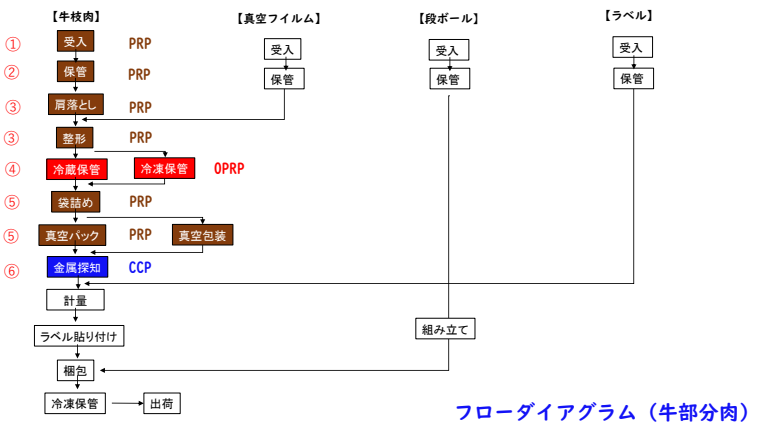 【牛枝肉】 【真空フイルム】 【段ボール】 【ラベル】
① 受入 PRP 受入 受入 受入
② 保管 PRP 保管 保管 保管
③ 肩落とし PRP
③ 整形 PRP
④ 冷蔵保管 冷凍保管 OPRP
⑤ 袋詰め PRP
⑤ 真空パック PRP 真空包装
⑥ 金属探知 CCP
計量
ラベル貼り付け 組み立て
梱包
冷凍保管 出荷
フローダイアグラム（牛部分肉）